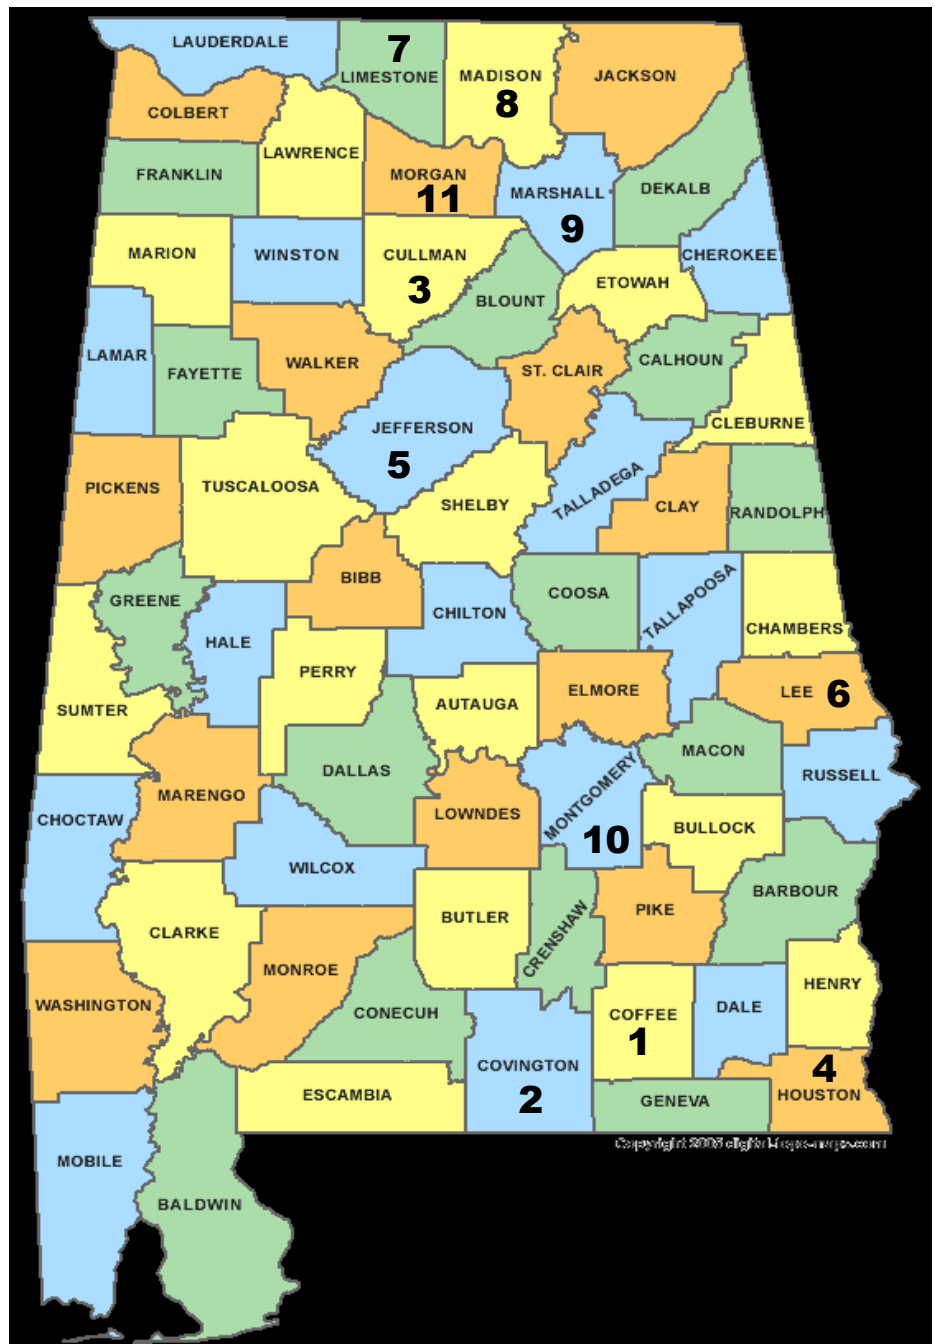 LAUDERDALE
7
LIMESTONE
MADISON
8
JACKSON
COLBERT
LAWRENCE
FRANKLIN
MORGAN
11
MARSHALL
9
DEKALB
MARION
WINSTON
CULLMAN
3
CHEROKEE
ETOWAH
BLOUNT
LAMAR
FAYETTE
WALKER
ST. CLAIR
CALHOUN
CLEBURNE
JEFFERSON
5
PICKENS
TUSCALOOSA
SHELBY
TALLADEGA
CLAY
RANDOLPH
BIBB
GREENE
HALE
CHILTON
COOSA
TALLAPOOSA
CHAMBERS
PERRY
SUMTER
AUTAUGA
ELMORE
LEE 6
MACON
DALLAS
RUSSELL
MARENGO
CHOCTAW
LOWNDES
MONTGOMERY
10
BULLOCK
WILCOX
BARBOUR
BUTLER
CRENSHAW
PIKE
CLARKE
MONROE
HENRY
WASHINGTON
CONECUH
COFFEE
1
DALE
COVINGTON
2
4
HOUSTON
ESCAMBIA
GENEVA
MOBILE
BALDWIN